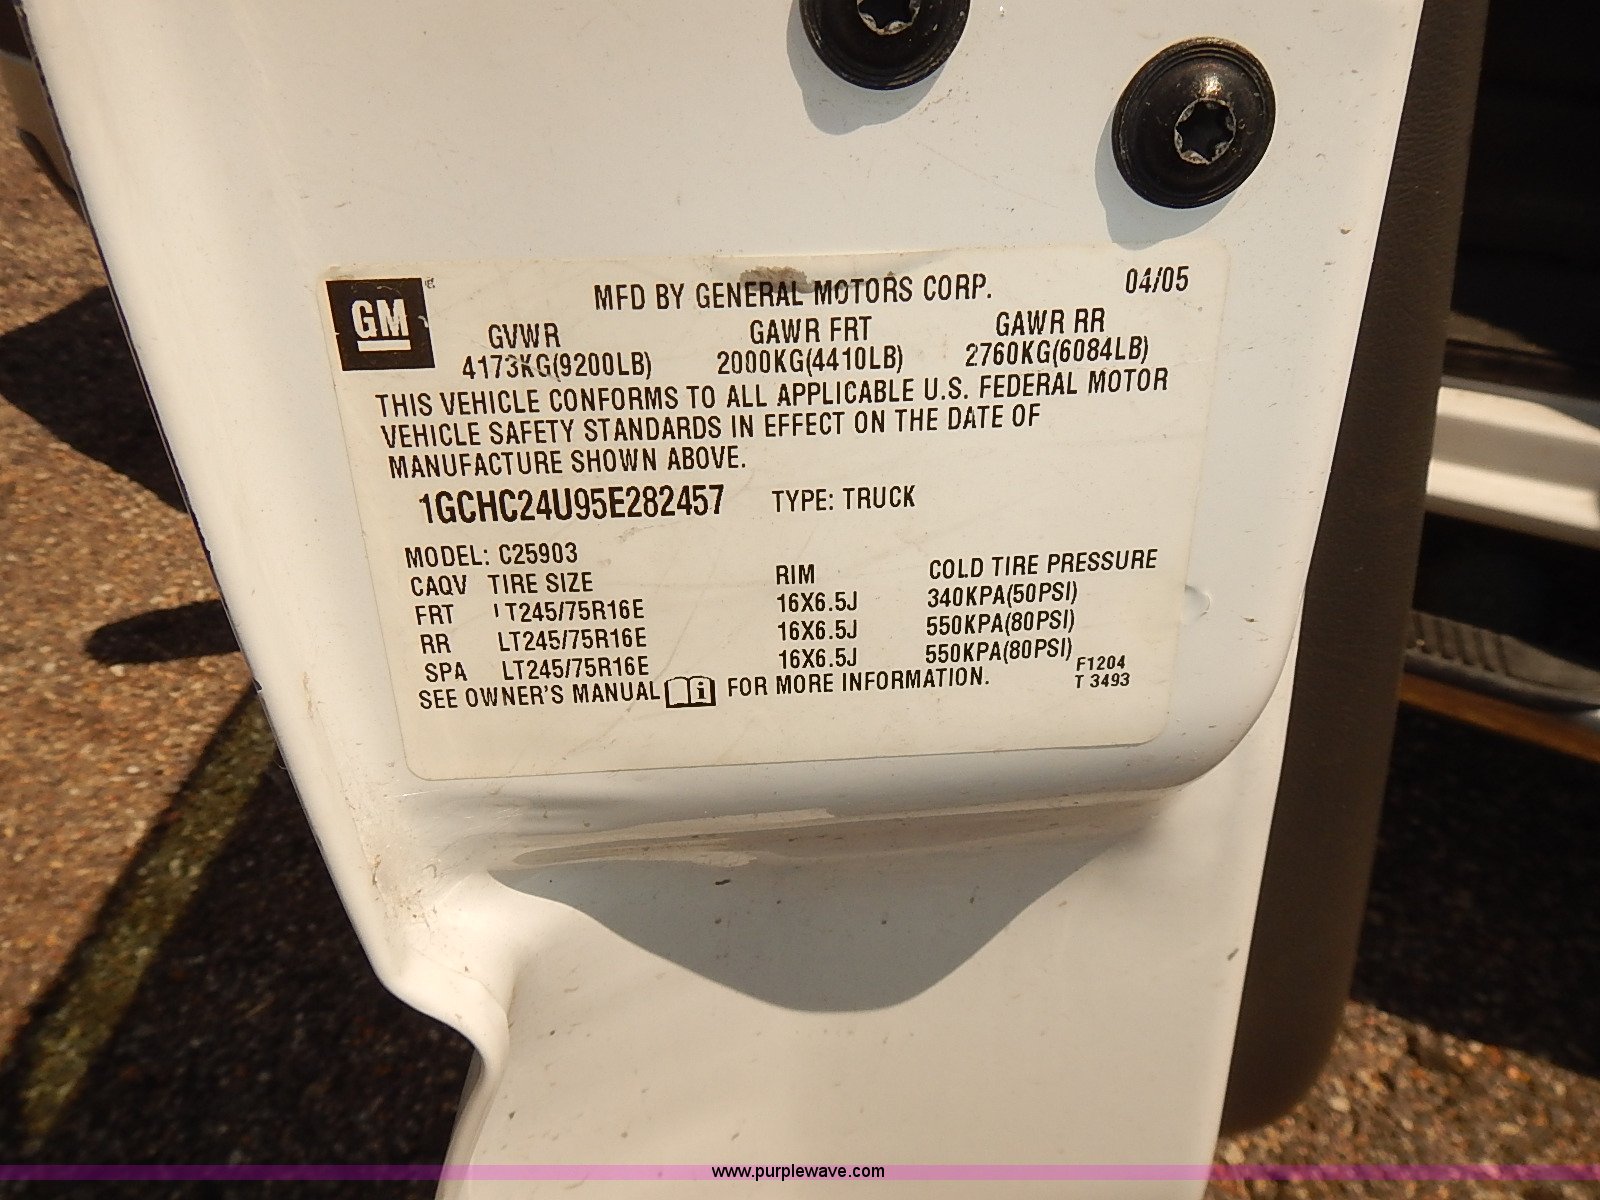 GM
MFD BY GENERAL MOTORS CORP. 04/05
GVWR GAWR FRT GAWR RR
4173KG(9200LB) 2000KG(4410LB) 2760KG(6084LB)
THIS VEHICLE CONFORMS TO ALL APPLICABLE U.S. FEDERAL MOTOR
VEHICLE SAFETY STANDARDS IN EFFECT ON THE DATE OF
MANUFACTURE SHOWN ABOVE.
1GCHC24U95E282457 TYPE: TRUCK
MODEL: C25903
CAQV TIRE SIZE RIM COLD TIRE PRESSURE
FRT LT245/75R16E 16X6.5J 340KPA(50PSI)
RR LT245/75R16E 16X6.5J 550KPA(80PSI)
SPA LT245/75R16E 16X6.5J 550KPA(80PSI)
SEE OWNER'S MANUAL FOR MORE INFORMATION.
F1204
T 3493
www.purplewave.com